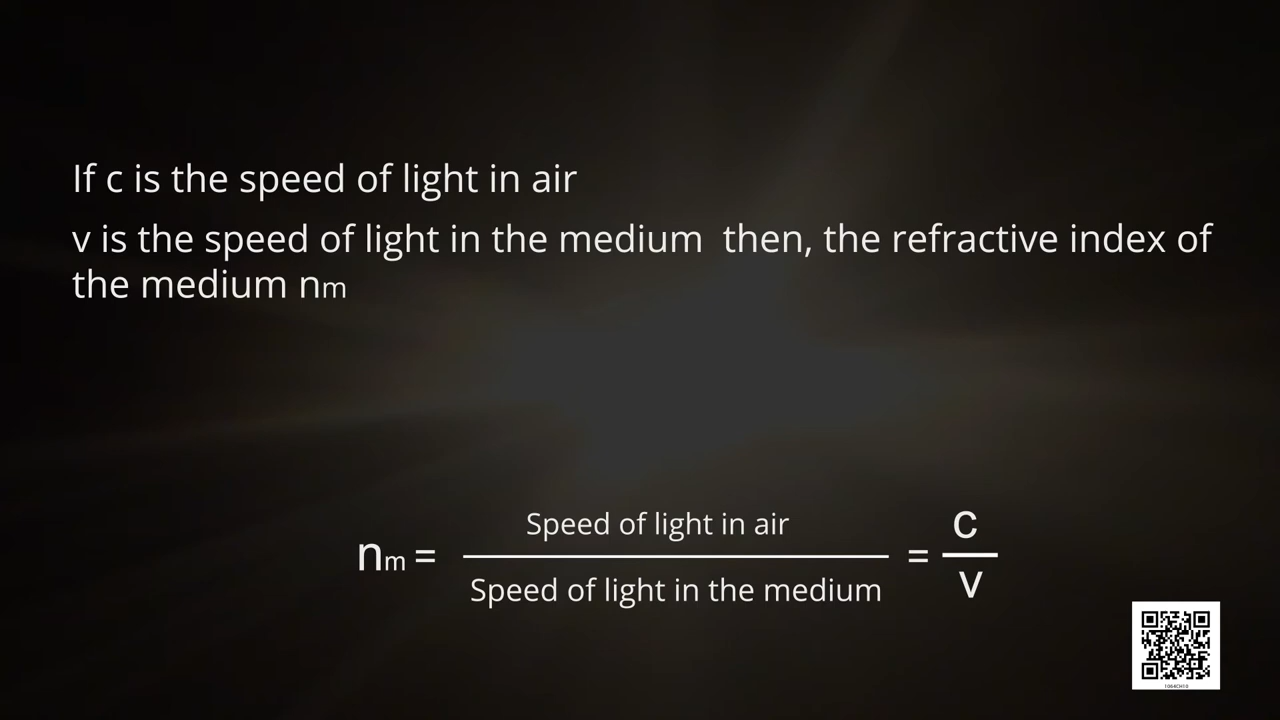 If c is the speed of light in air
v is the speed of light in the medium  then, the refractive index of
the medium nm
nm = Speed of light in air / Speed of light in the medium = c / v
1064CH10